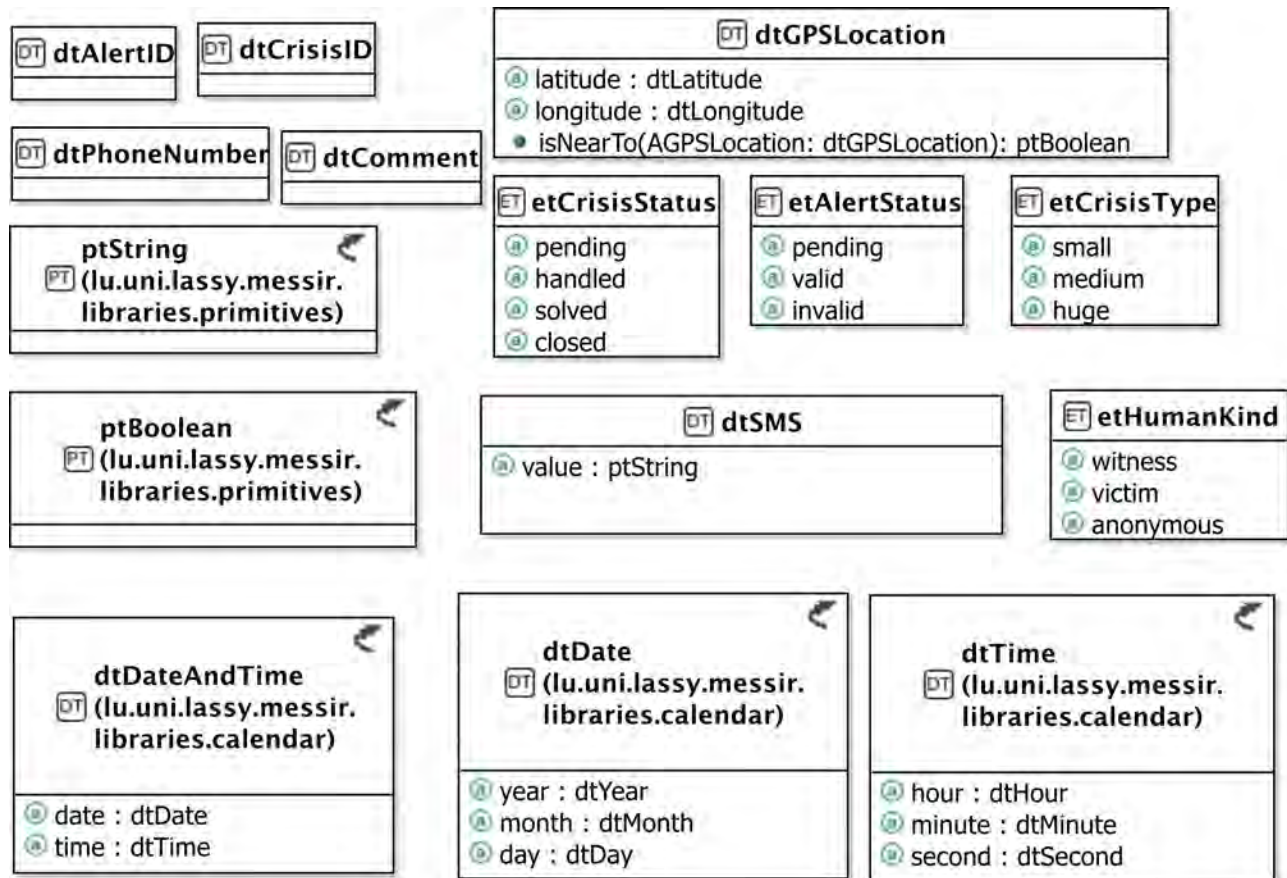 DT dtAlertID
DT dtCrisisID
DT dtGPSLocation
a latitude : dtLatitude
a longitude : dtLongitude
isNearTo(AGPSLocation: dtGPSLocation): ptBoolean
DT dtPhoneNumber
DT dtComment
ET etCrisisStatus
a pending
a handled
a solved
a closed
ET etAlertStatus
a pending
a valid
a invalid
ET etCrisisType
a small
a medium
a huge
ptString
PT (lu.uni.lassy.messir.
libraries.primitives)
ptBoolean
PT (lu.uni.lassy.messir.
libraries.primitives)
DT dtSMS
a value : ptString
ET etHumanKind
a witness
a victim
a anonymous
dtDateAndTime
DT (lu.uni.lassy.messir.
libraries.calendar)
a date : dtDate
a time : dtTime
dtDate
DT (lu.uni.lassy.messir.
libraries.calendar)
a year : dtYear
a month : dtMonth
a day : dtDay
dtTime
DT (lu.uni.lassy.messir.
libraries.calendar)
a hour : dtHour
a minute : dtMinute
a second : dtSecond